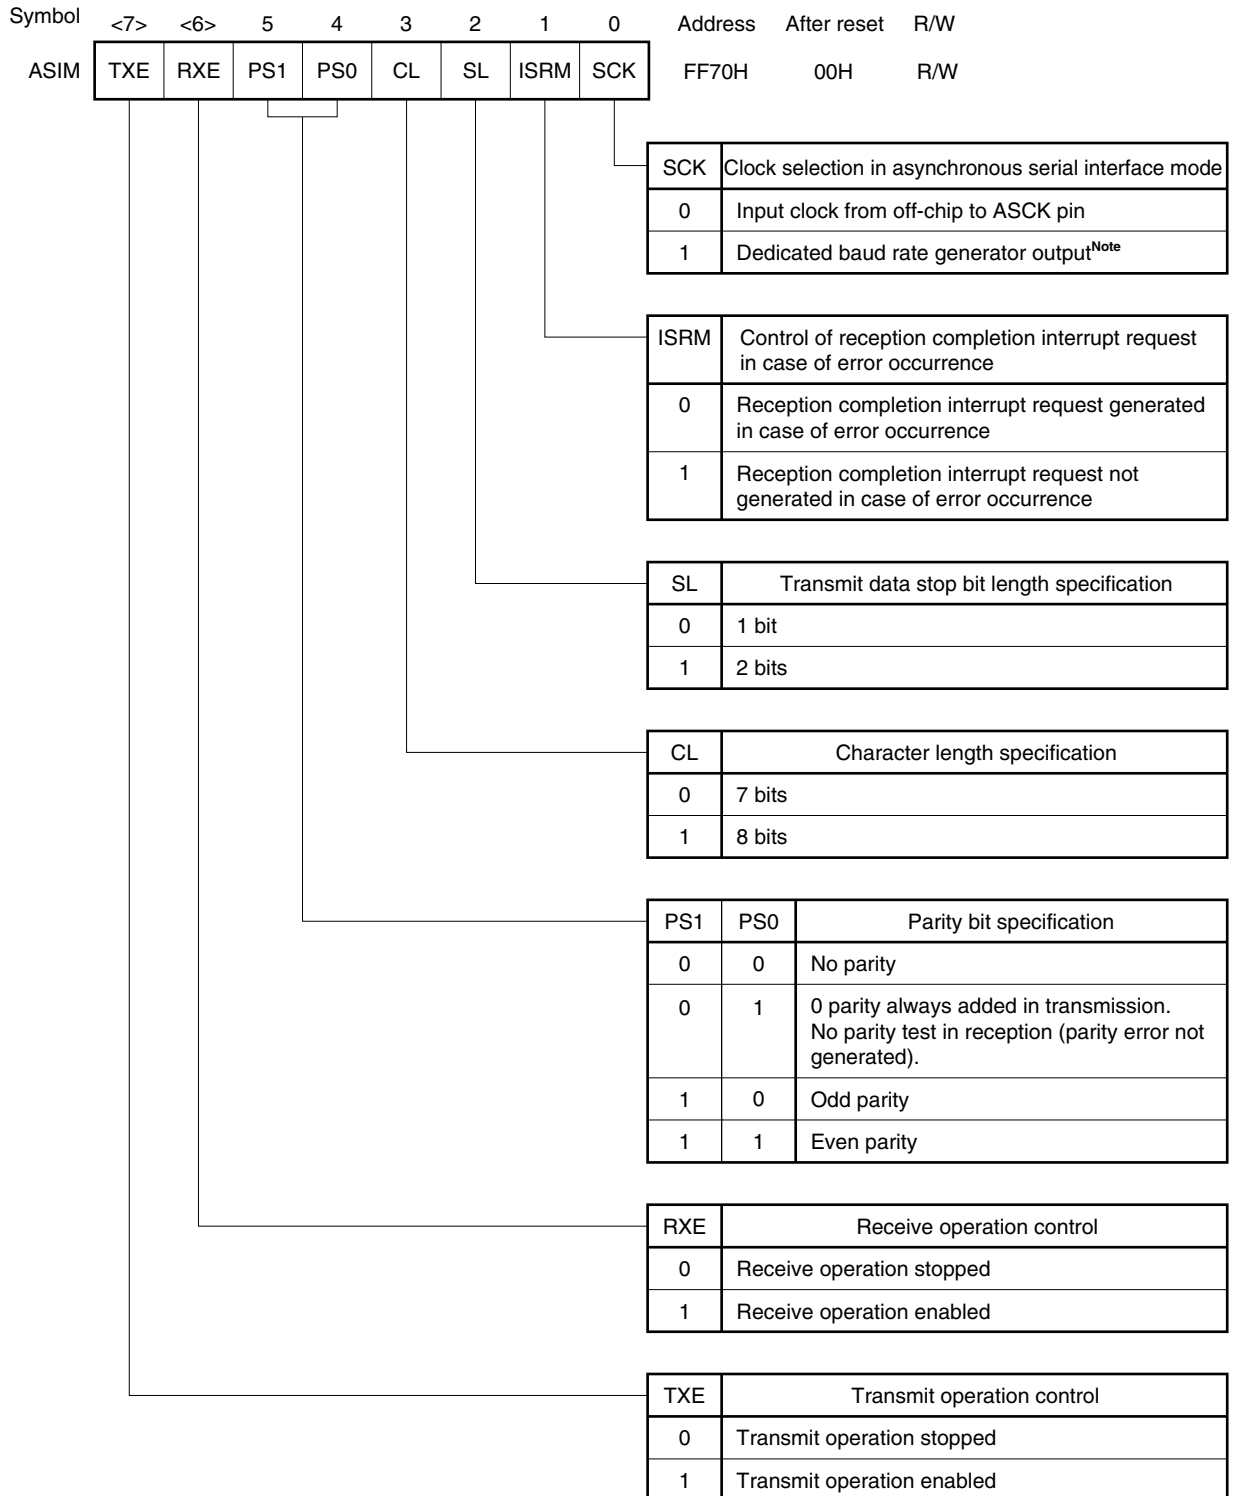 Symbol <7> <6> 5 4 3 2 1 0 Address After reset R/W
ASIM TXE RXE PS1 PS0 CL SL ISRM SCK FF70H 00H R/W
SCK Clock selection in asynchronous serial interface mode
0 Input clock from off-chip to ASCK pin
1 Dedicated baud rate generator outputNote
ISRM Control of reception completion interrupt request
in case of error occurrence
0 Reception completion interrupt request generated
in case of error occurrence
1 Reception completion interrupt request not
generated in case of error occurrence
SL Transmit data stop bit length specification
0 1 bit
1 2 bits
CL Character length specification
0 7 bits
1 8 bits
PS1 PS0 Parity bit specification
0 0 No parity
0 1 0 parity always added in transmission.
No parity test in reception (parity error not
generated).
1 0 Odd parity
1 1 Even parity
RXE Receive operation control
0 Receive operation stopped
1 Receive operation enabled
TXE Transmit operation control
0 Transmit operation stopped
1 Transmit operation enabled